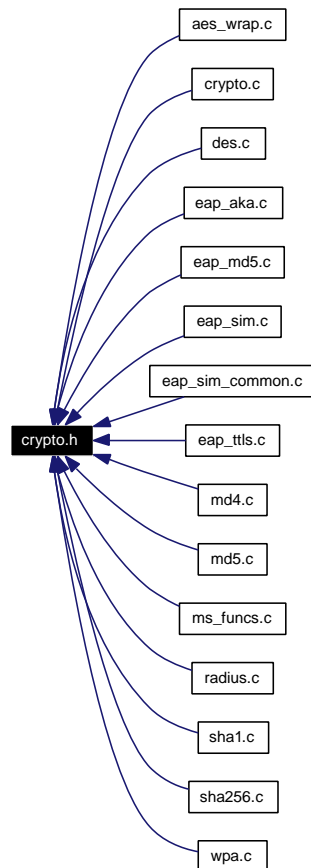 aes_wrap.c
crypto.c
des.c
eap_aka.c
eap_md5.c
eap_sim.c
eap_sim_common.c
crypto.h
eap_ttls.c
md4.c
md5.c
ms_funcs.c
radius.c
sha1.c
sha256.c
wpa.c